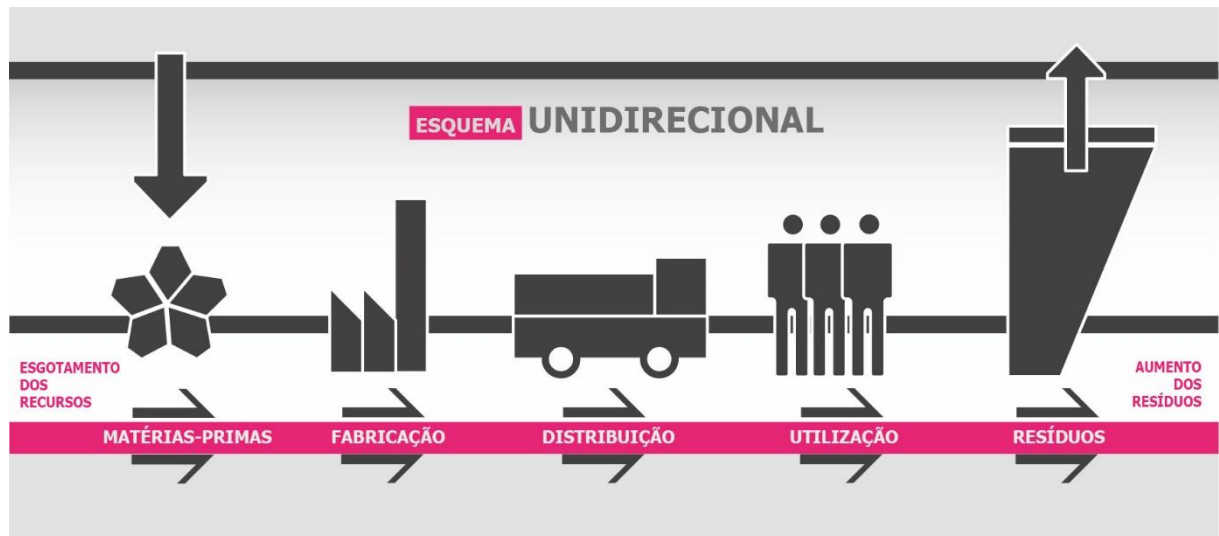 ESQUEMA UNIDIRECIONAL
ESGOTAMENTO
DOS
RECURSOS
AUMENTO
DOS
RESÍDUOS
MATÉRIAS-PRIMAS
FABRICAÇÃO
DISTRIBUIÇÃO
UTILIZAÇÃO
RESÍDUOS